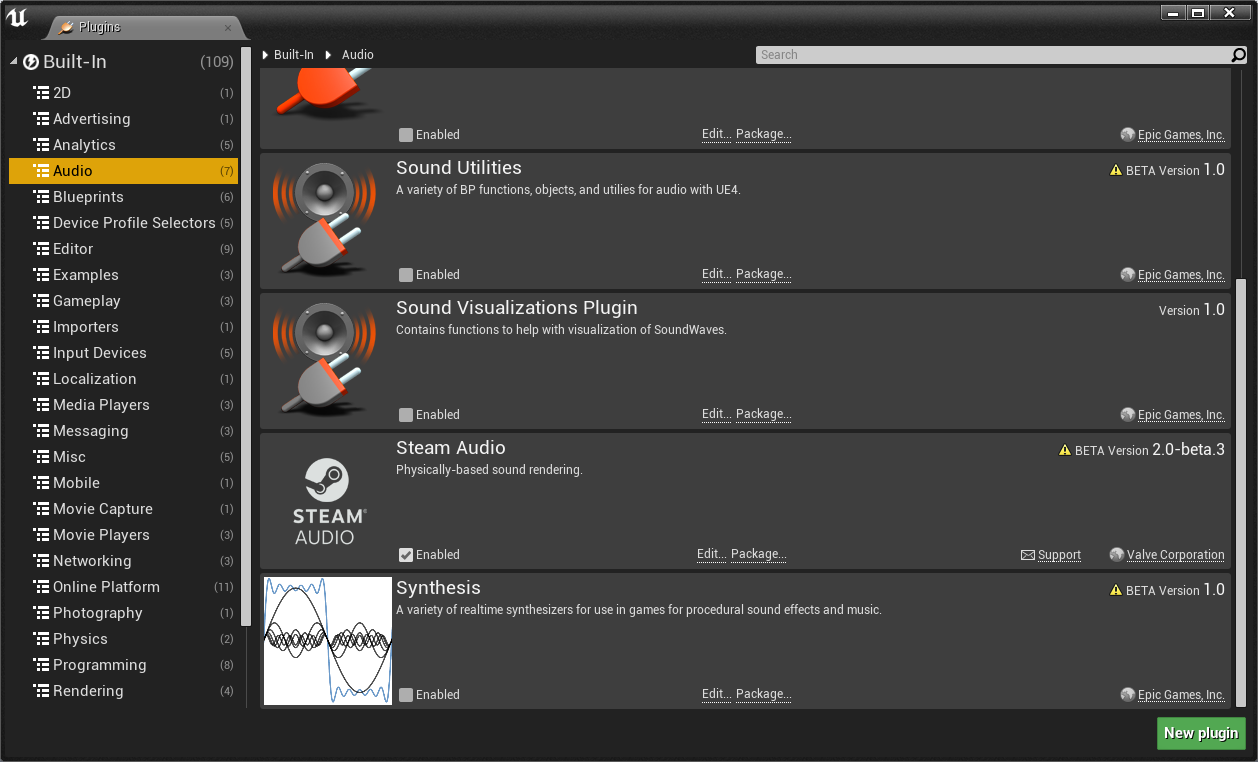 Plugins
Built-In (109)
2D (1)
Advertising (1)
Analytics (5)
Audio (7)
Blueprints (6)
Device Profile Selectors (5)
Editor (9)
Examples (3)
Gameplay (3)
Importers (1)
Input Devices (5)
Localization (1)
Media Players (3)
Messaging (3)
Misc (5)
Mobile (1)
Movie Capture (1)
Movie Players (3)
Networking (3)
Online Platform (11)
Photography (1)
Physics (2)
Programming (8)
Rendering (4)
Built-In Audio
Search
Enabled Edit... Package... Epic Games, Inc.
Sound Utilities BETA Version 1.0
A variety of BP functions, objects, and utilies for audio with UE4.
Enabled Edit... Package... Epic Games, Inc.
Sound Visualizations Plugin Version 1.0
Contains functions to help with visualization of SoundWaves.
Enabled Edit... Package... Epic Games, Inc.
Steam Audio BETA Version 2.0-beta.3
Physically-based sound rendering.
STEAM®
AUDIO
Enabled Edit... Package... Support Valve Corporation
Synthesis BETA Version 1.0
A variety of realtime synthesizers for use in games for procedural sound effects and music.
Enabled Edit... Package... Epic Games, Inc.
New plugin